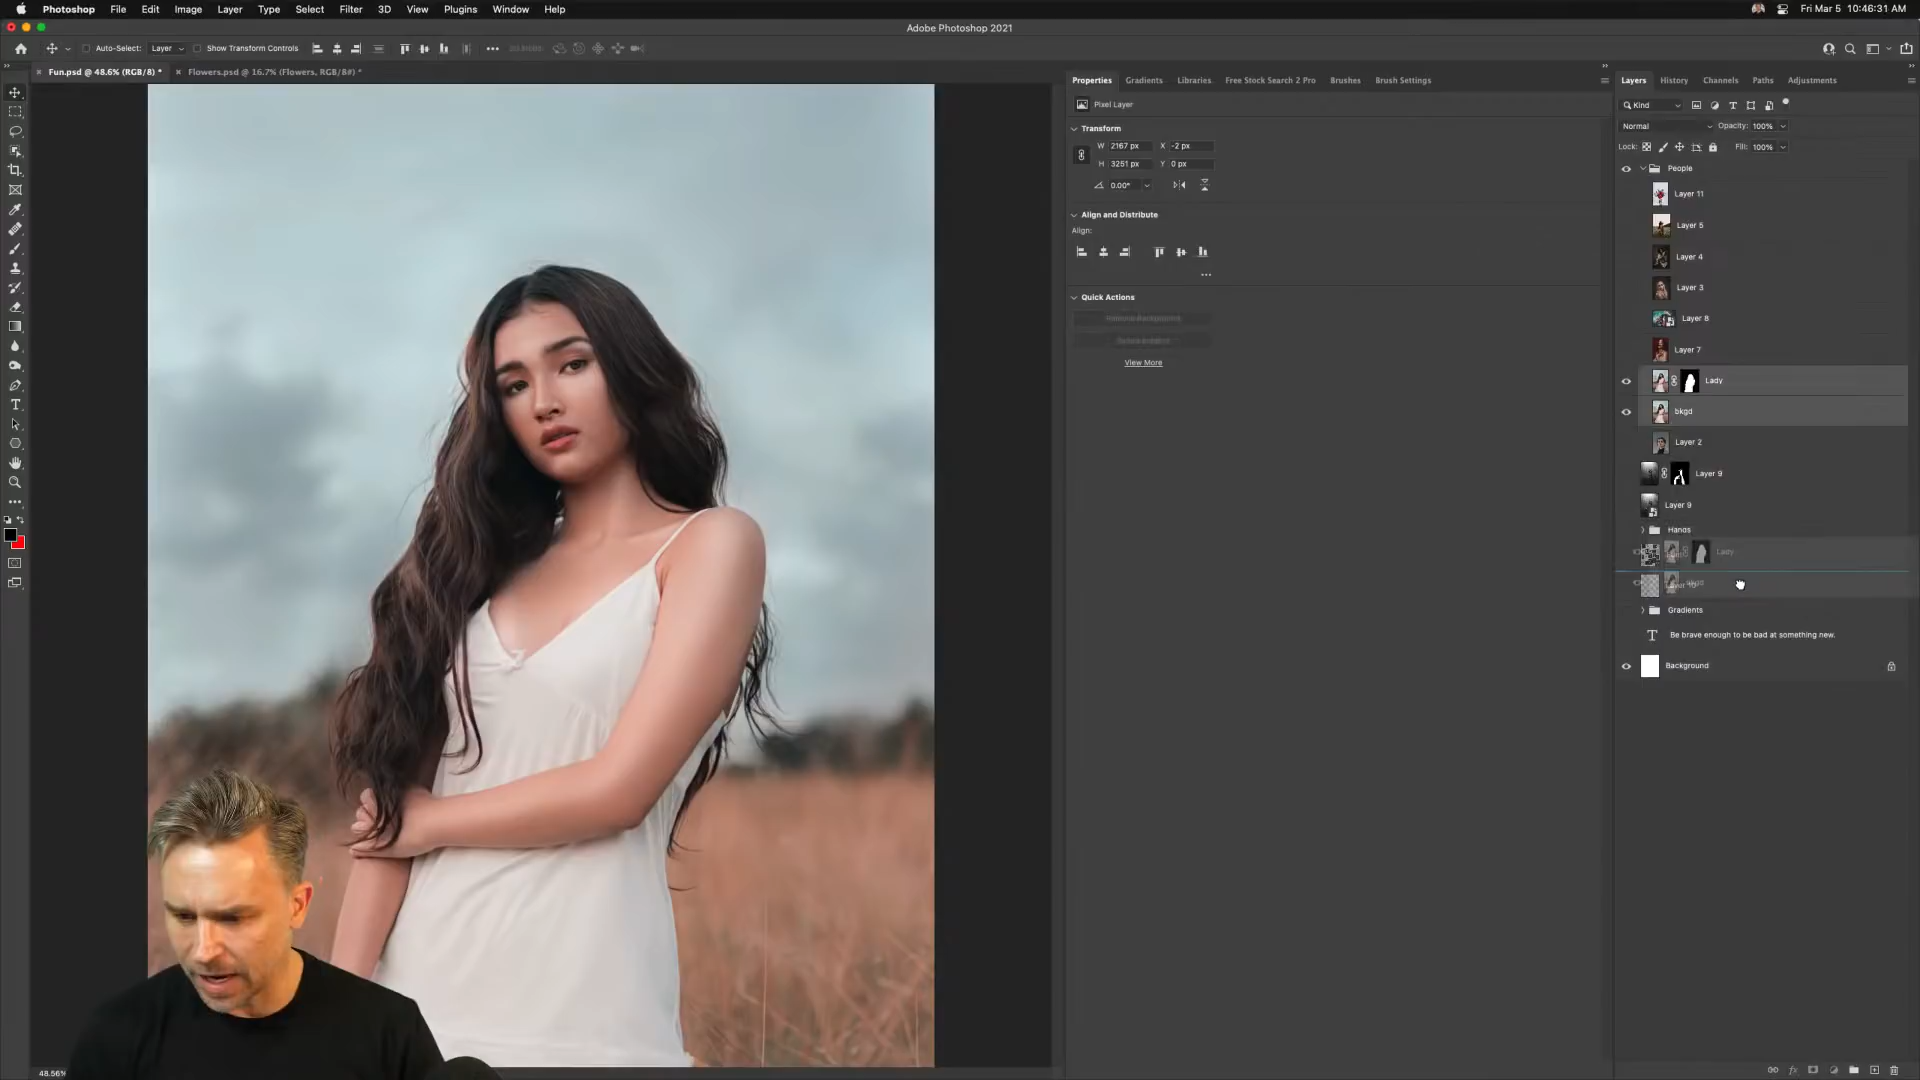 Photoshop File Edit Image Layer Type Select Filter 3D View Plugins Window Help Fri Mar 5 10:46:31 AM
Adobe Photoshop 2021
Auto-Select: Layer Show Transform Controls
Fun.psd @ 48.6% (RGB/8) * Flowers.psd @ 16.7% (Flowers, RGB/8#) *
Properties Gradients Libraries Free Stock Search 2 Pro Brushes Brush Settings
Layers History Channels Paths Adjustments
Pixel Layer
Kind
Transform
Normal Opacity: 100%
W 2167 px X -2 px
Lock: Fill: 100%
H 3251 px Y 0 px
People
0.00°
Layer 11
Align and Distribute
Layer 5
Align:
Layer 4
Layer 3
Quick Actions
Remove Background
Layer 8
View More
Layer 7
Lady
bkgd
Layer 2
Layer 9
Layer 9
Hands
Lady
bkgd
Gradients
Be brave enough to be bad at something new.
Background
48.56%